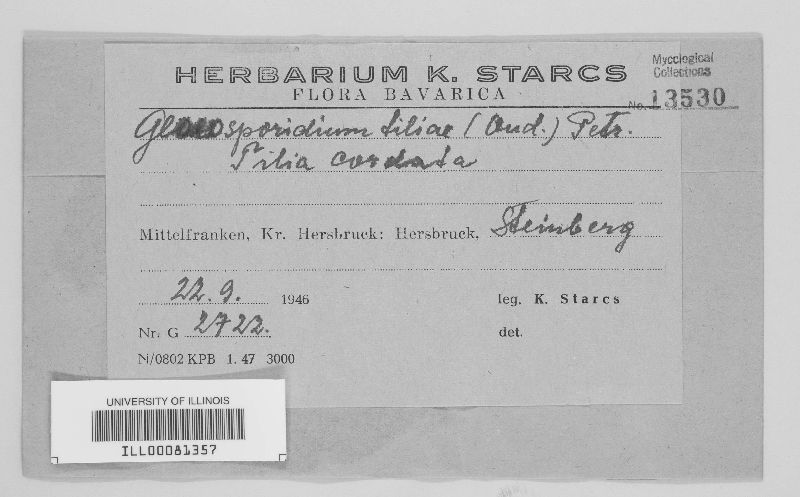 HERBARIUM K. STARCS
FLORA BAVARICA
Mycological
Collections
No. 13530
Gloeosporidium tiliae (Oud.) Petr.
Tilia cordata
Mittelfranken, Kr. Hersbruck: Hersbruck, Steinberg
22. 9. 1946
leg. K. Starcs
Nr. G 2722.
det.
N/0802 KPB 1. 47 3000
UNIVERSITY OF ILLINOIS
ILL00081357